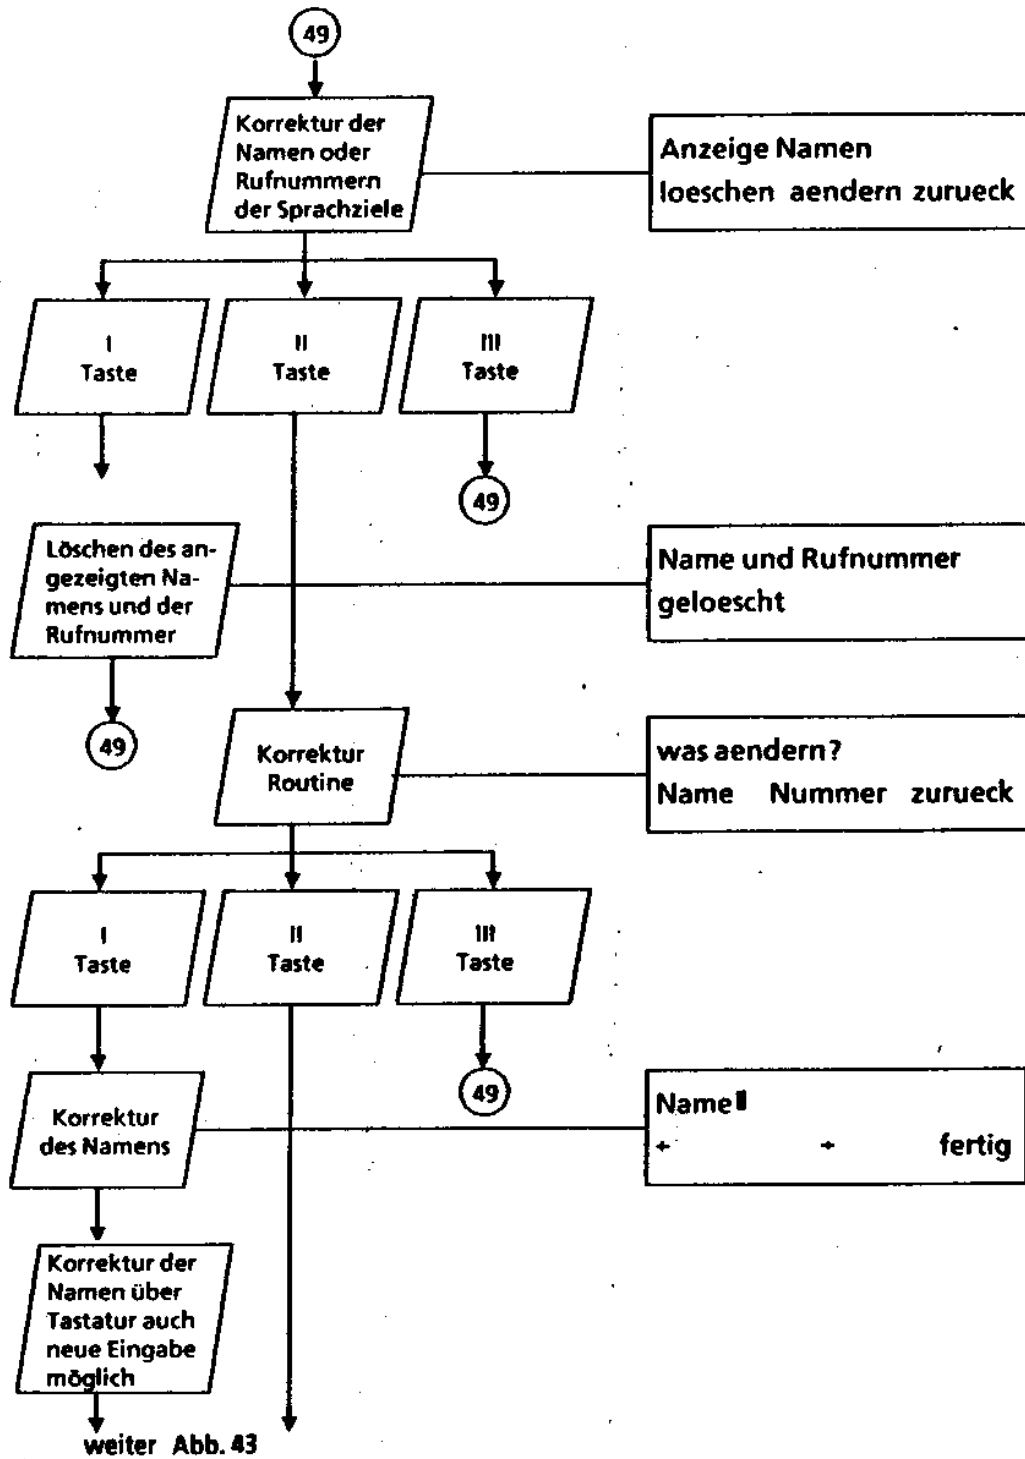 49
Korrektur der
Namen oder
Rufnummern
der Sprachziele
Anzeige Namen
loeschen aendern zurueck
I
Taste
II
Taste
III
Taste
49
Löschen des an-
gezeigten Na-
mens und der
Rufnummer
Name und Rufnummer
geloescht
49
Korrektur
Routine
was aendern?
Name Nummer zurueck
I
Taste
II
Taste
III
Taste
49
Korrektur
des Namens
Name
fertig
Korrektur der
Namen über
Tastatur auch
neue Eingabe
möglich
weiter Abb. 43